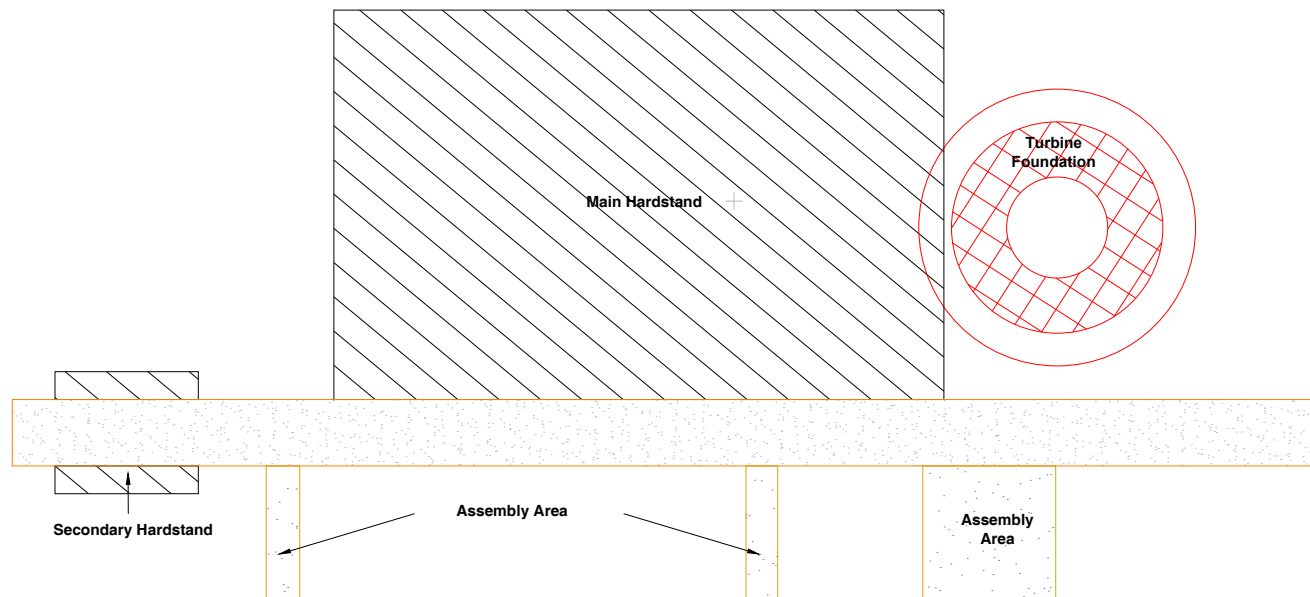 Turbine
Foundation
Main Hardstand
Assembly Area
Secondary Hardstand
Assembly
Area